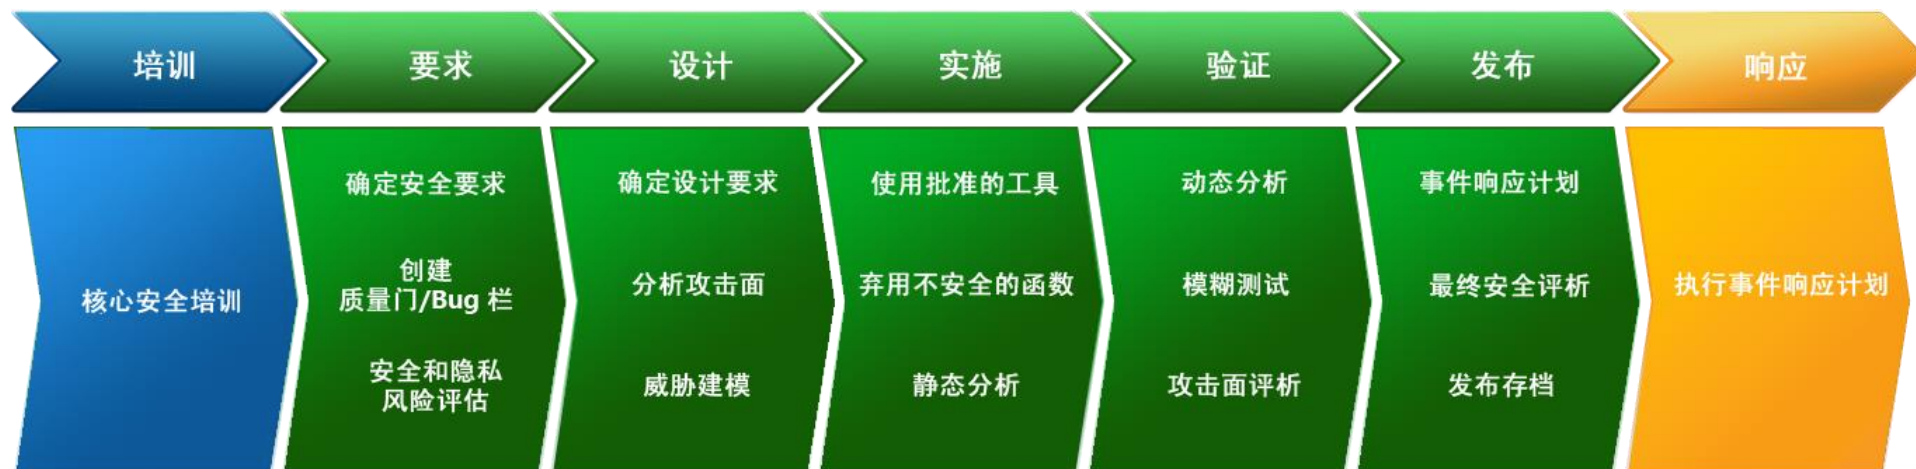 培训
要求
设计
实施
验证
发布
响应
核心安全培训
确定安全要求
创建
质量门/Bug 栏
安全和隐私
风险评估
确定设计要求
分析攻击面
威胁建模
使用批准的工具
弃用不安全的函数
静态分析
动态分析
模糊测试
攻击面评析
事件响应计划
最终安全评析
发布存档
执行事件响应计划